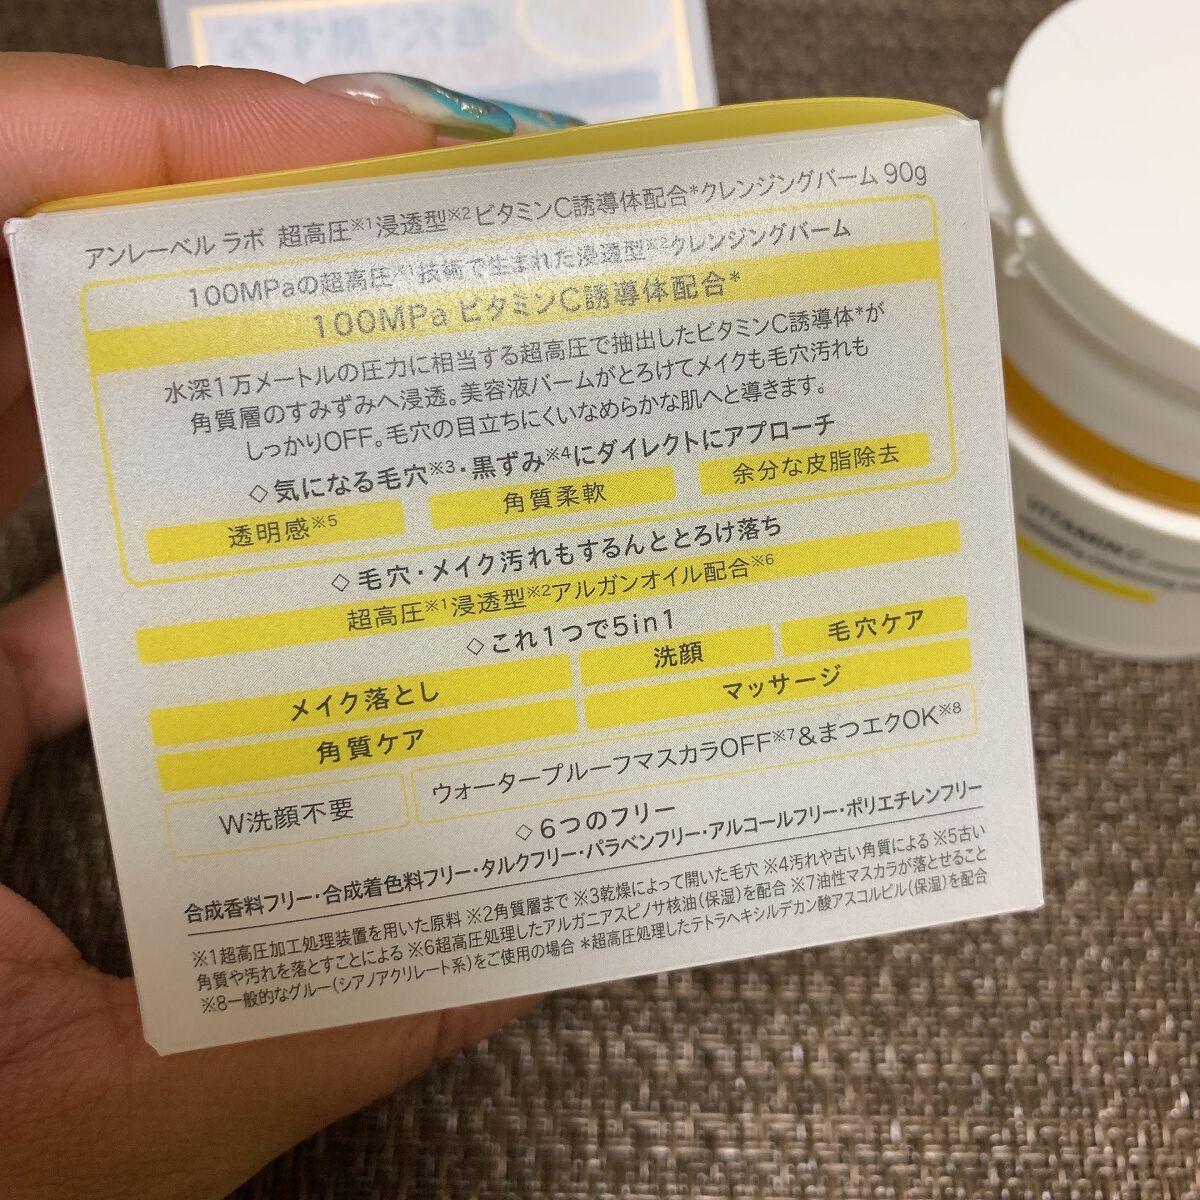 アンレーベル ラボ 超高圧※1浸透型※2ビタミンC誘導体配合*クレンジングバーム 90g
100MPaの超高圧※1技術で生まれた浸透型※2クレンジングバーム
100MPa ビタミンC誘導体配合*
水深1万メートルの圧力に相当する超高圧で抽出したビタミンC誘導体*が
角質層のすみずみへ浸透。美容液バームがとろけてメイクも毛穴汚れも
しっかりOFF。毛穴の目立ちにくいなめらかな肌へと導きます。
◇気になる毛穴※3・黒ずみ※4にダイレクトにアプローチ
透明感※5 角質柔軟 余分な皮脂除去
◇毛穴・メイク汚れもするんととろけ落ち
超高圧※1浸透型※2アルガンオイル配合※6
◇これ1つで5in1
メイク落とし 洗顔 毛穴ケア
角質ケア マッサージ
W洗顔不要 ウォータープルーフマスカラOFF※7&まつエクOK※8
◇6つのフリー
合成香料フリー・合成着色料フリー・タルクフリー・パラベンフリー・アルコールフリー・ポリエチレンフリー
※1超高圧加工処理装置を用いた原料 ※2角質層まで ※3乾燥によって開いた毛穴 ※4汚れや古い角質による ※5古い
角質や汚れを落とすことによる ※6超高圧処理したアルガニアスピノサ核油(保湿)を配合 ※7油性マスカラが落とせること
※8一般的なグルー(シアノアクリレート系)をご使用の場合 *超高圧処理したテトラヘキシルデカン酸アスコルビル(保湿)を配合
VITAMIN C